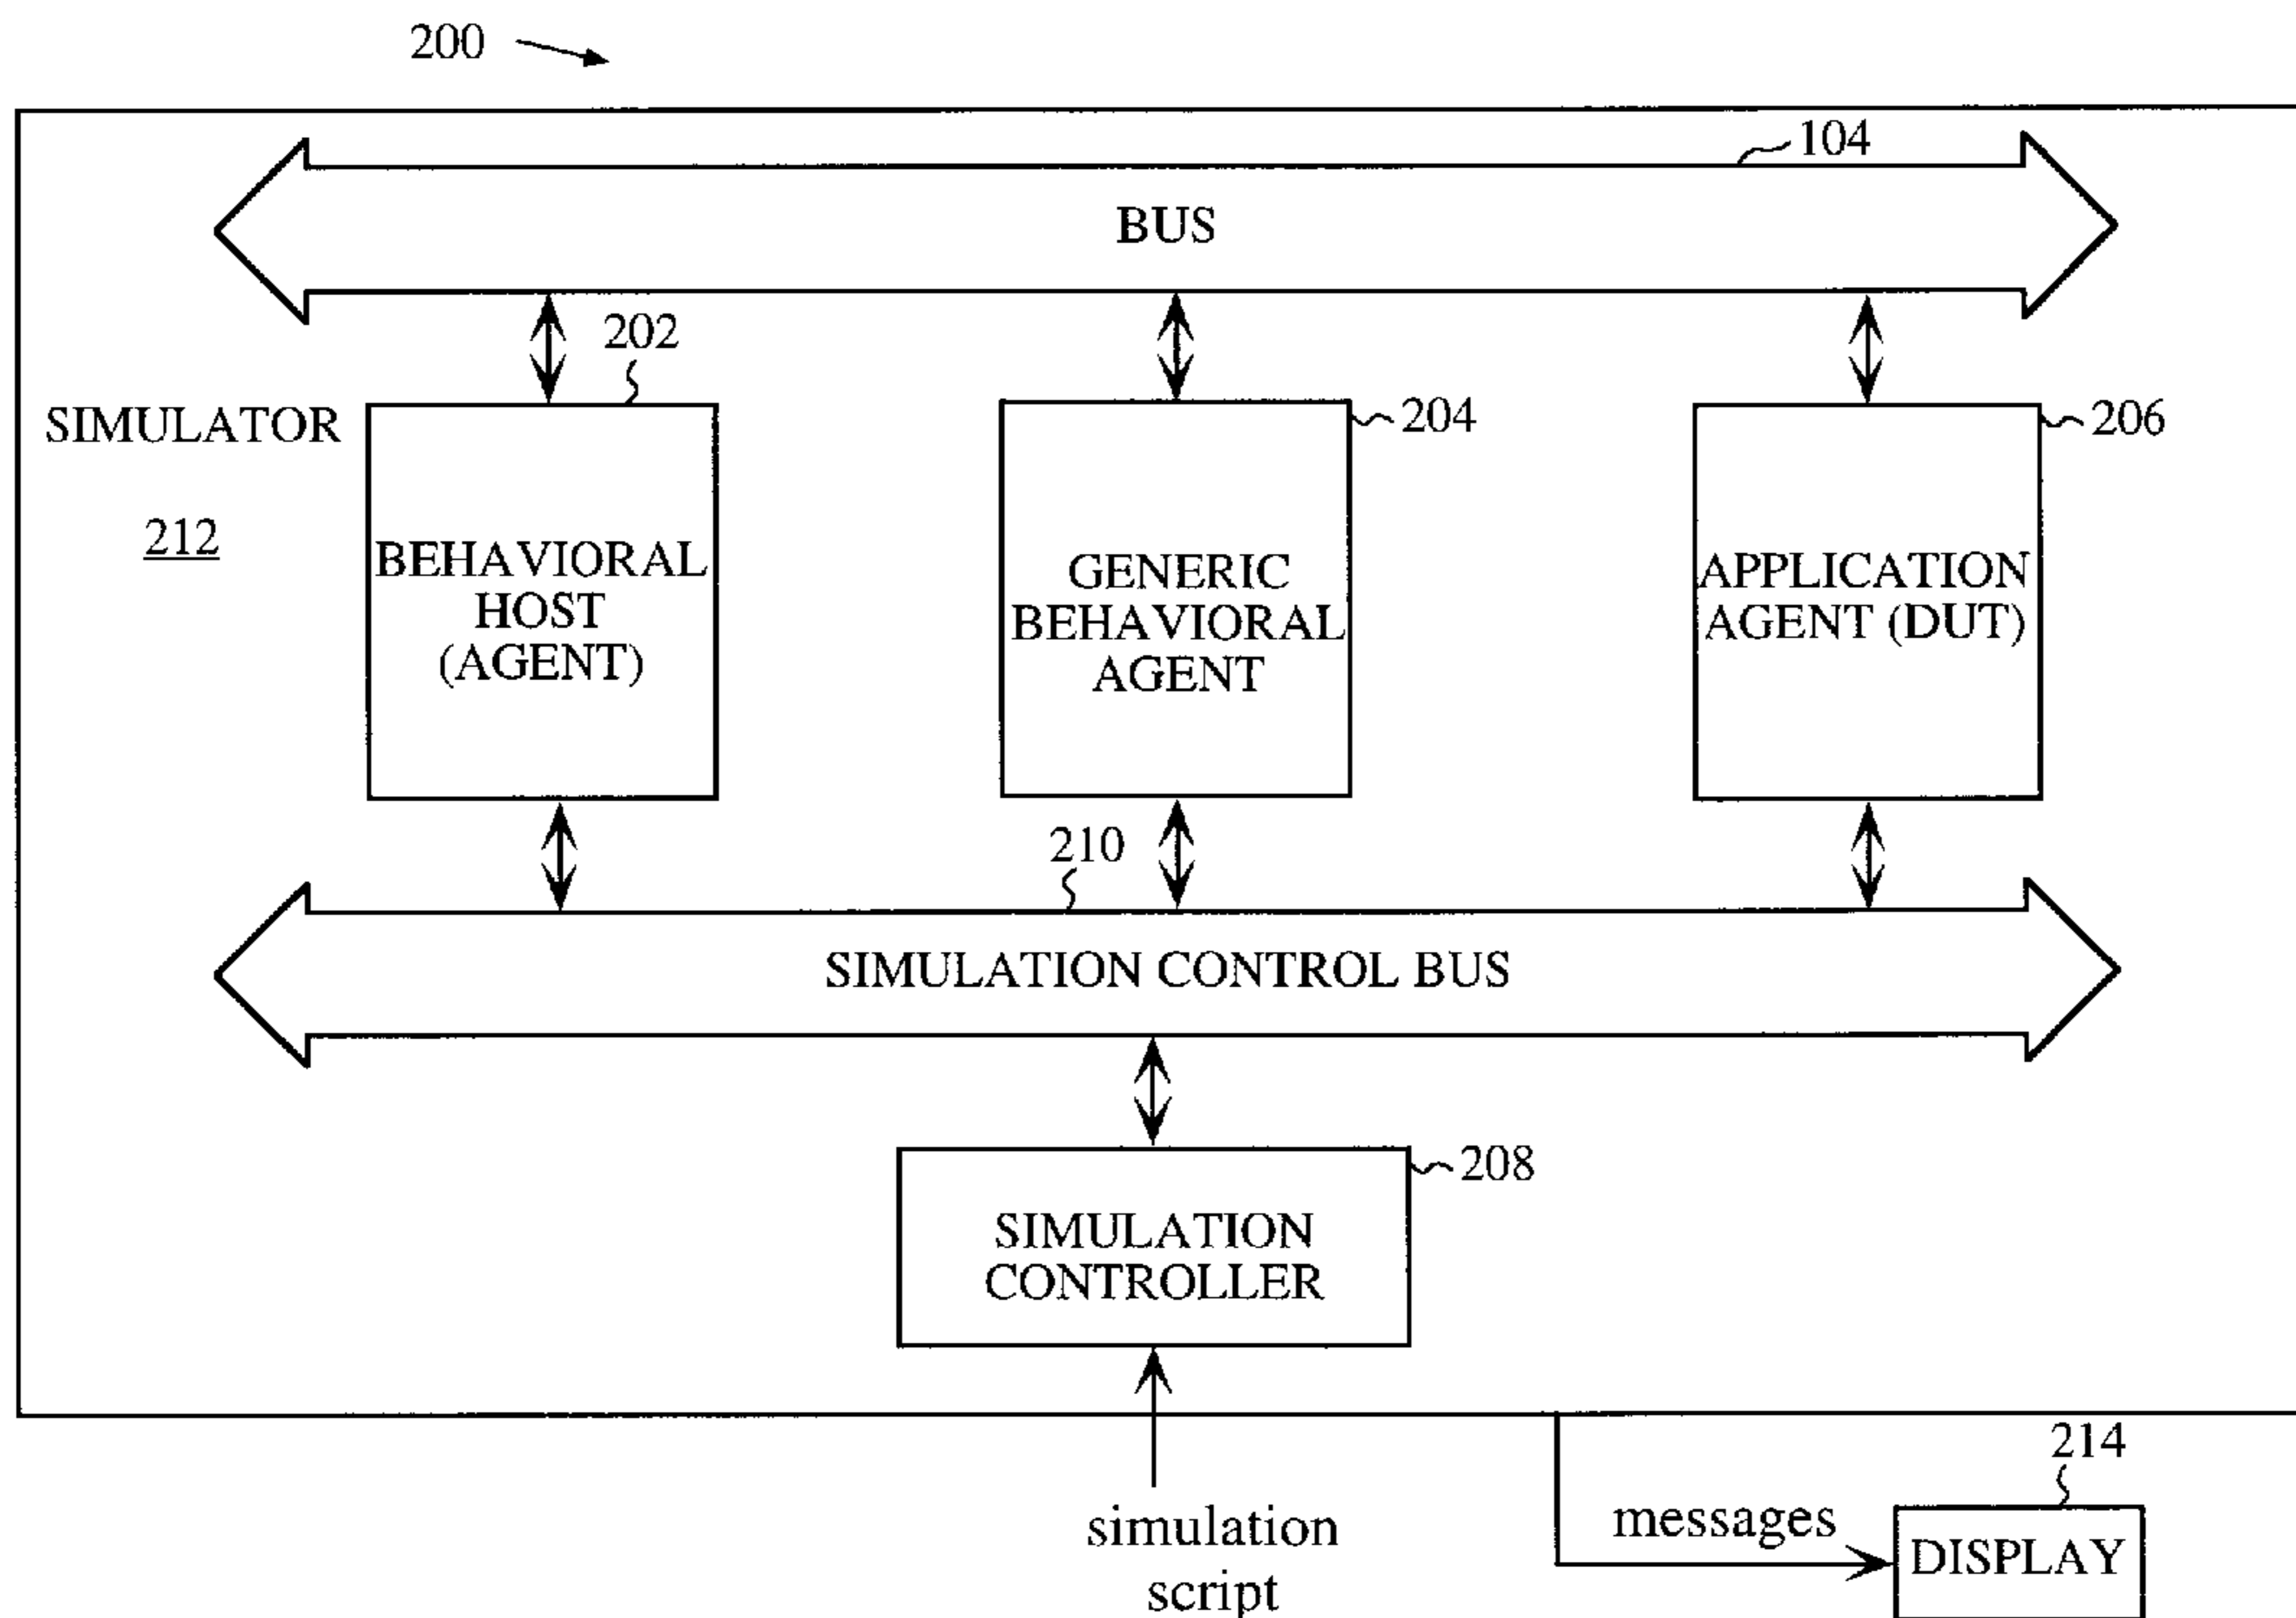 200
104
BUS
202
SIMULATOR
204
206
212
BEHAVIORAL
HOST
(AGENT)
GENERIC
BEHAVIORAL
AGENT
APPLICATION
AGENT (DUT)
210
SIMULATION CONTROL BUS
208
SIMULATION
CONTROLLER
214
simulation
script
messages
DISPLAY